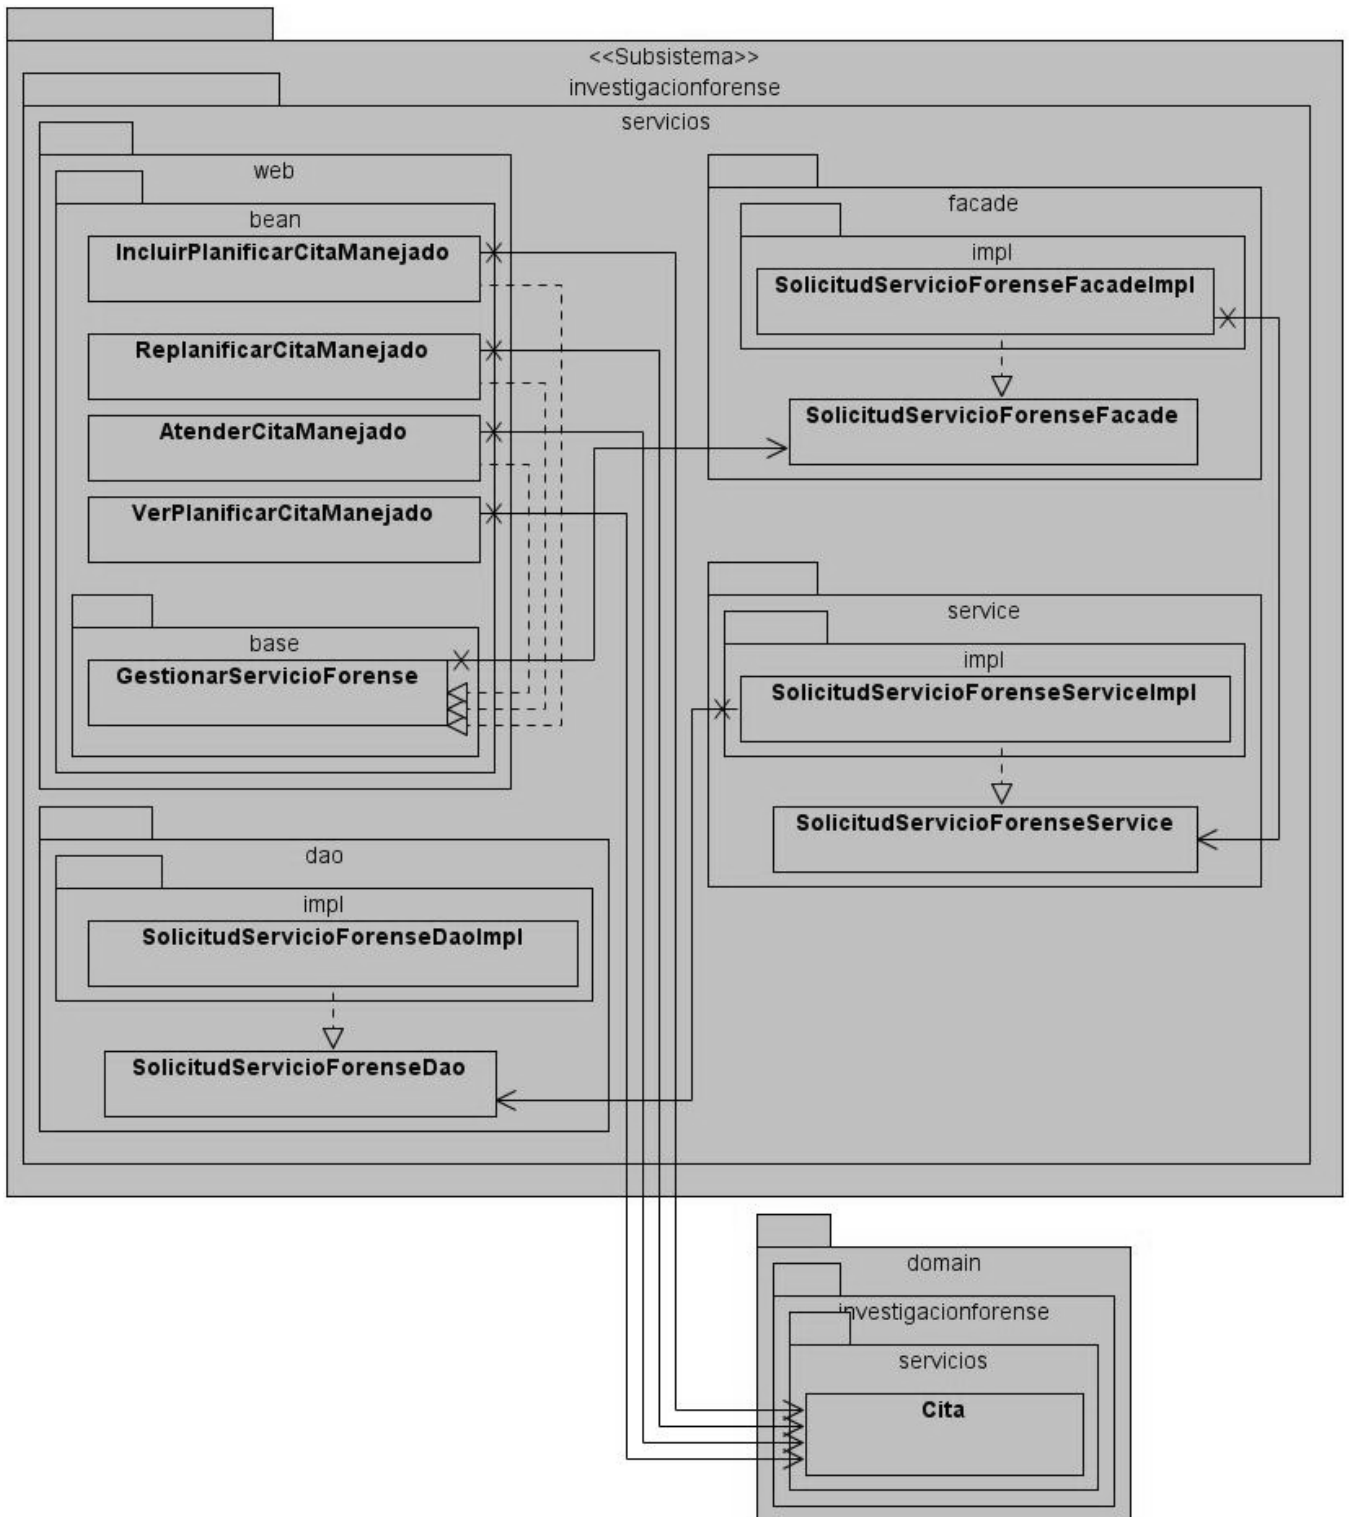 <<Subsistema>>
investigacionforense
servicios
web
bean
IncluirPlanificarCitaManejado
ReplanificarCitaManejado
AtenderCitaManejado
VerPlanificarCitaManejado
base
GestionarServicioForense
facade
impl
SolicitudServicioForenseFacadeImpl
SolicitudServicioForenseFacade
service
impl
SolicitudServicioForenseServiceImpl
SolicitudServicioForenseService
dao
impl
SolicitudServicioForenseDaoImpl
SolicitudServicioForenseDao
domain
investigacionforense
servicios
Cita